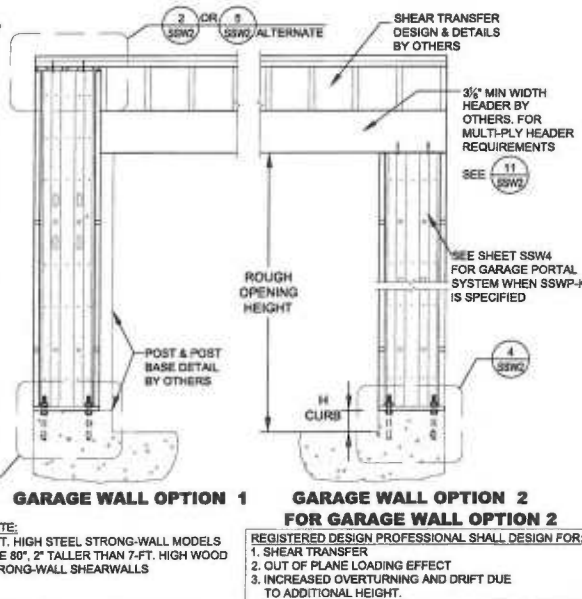 2
SSW2
OR
5
SSW2
ALTERNATE
SHEAR TRANSFER
DESIGN & DETAILS
BY OTHERS
3⅛" MIN WIDTH
HEADER BY
OTHERS. FOR
MULTI-PLY HEADER
REQUIREMENTS
SEE
11
SSW2
SEE SHEET SSW4
FOR GARAGE PORTAL
SYSTEM WHEN SSWP-K
IS SPECIFIED
ROUGH
OPENING
HEIGHT
POST & POST
BASE DETAIL
BY OTHERS
H
CURB
4
SSW2
GARAGE WALL OPTION 1
GARAGE WALL OPTION 2
FOR GARAGE WALL OPTION 2
TE:
T. HIGH STEEL STRONG-WALL MODELS
E 80", 2" TALLER THAN 7-FT. HIGH WOOD
RONG-WALL SHEARWALLS
REGISTERED DESIGN PROFESSIONAL SHALL DESIGN FOR:
1. SHEAR TRANSFER
2. OUT OF PLANE LOADING EFFECT
3. INCREASED OVERTURNING AND DRIFT DUE
TO ADDITIONAL HEIGHT.